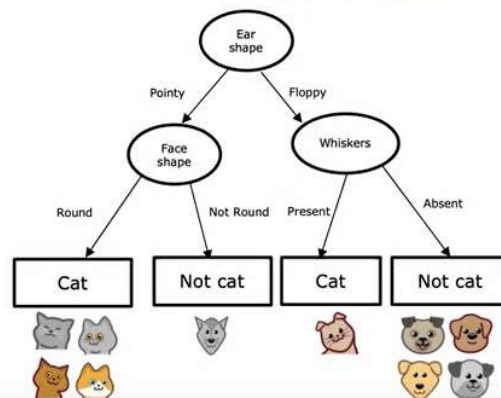 Ear
shape
Pointy
Floppy
Face
shape
Whiskers
Round
Not Round
Present
Absent
Cat
Not cat
Cat
Not cat